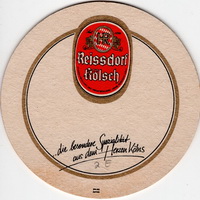 Reissdorf
Kölsch
die besondere Spezialität
aus dem Herzen Kölns